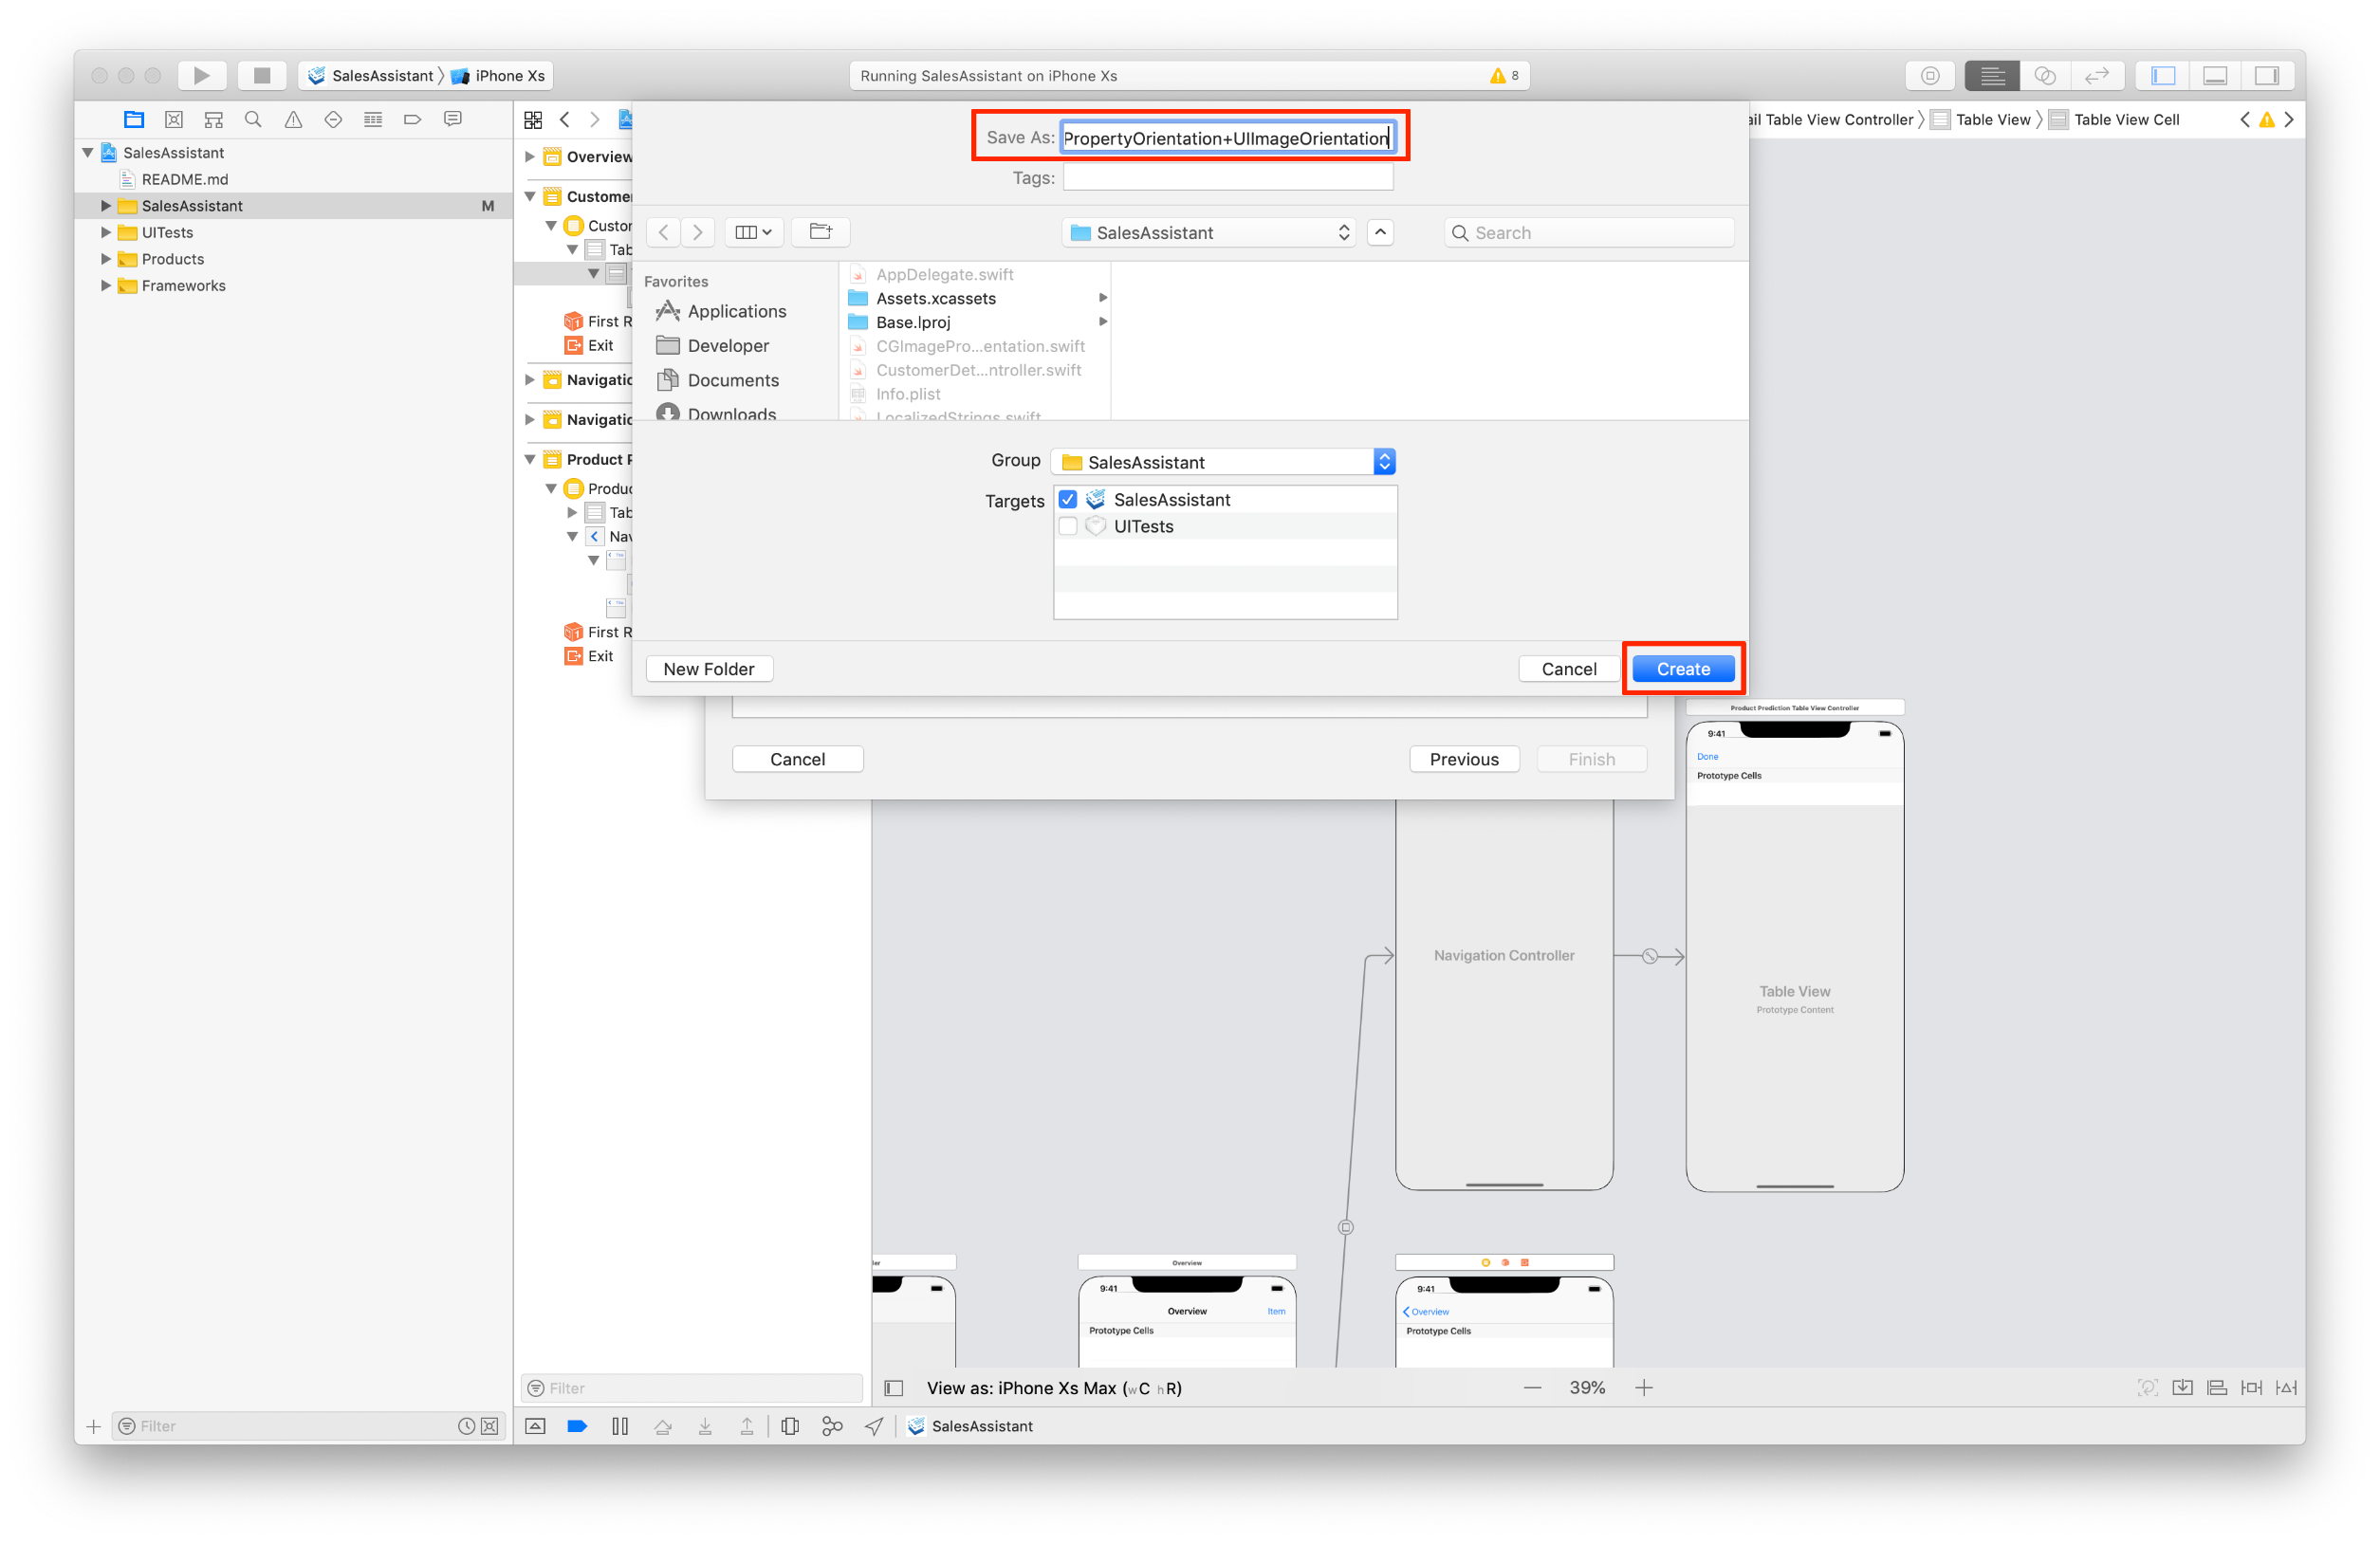 SalesAssistant iPhone Xs
Running SalesAssistant on iPhone Xs
8
SalesAssistant
README.md
SalesAssistant M
UITests
Products
Frameworks
Filter
Overview
Custome
Custor
Tab
First R
Exit
Navigatio
Navigatio
Product P
Produc
Tab
Nav
First R
Exit
Filter
Save As: PropertyOrientation+UIImageOrientation
Tags:
SalesAssistant
Search
Favorites
Applications
Developer
Documents
Downloads
AppDelegate.swift
Assets.xcassets
Base.lproj
CGImagePro...entation.swift
CustomerDet...ntroller.swift
Info.plist
LocalizedStrings.swift
Group SalesAssistant
Targets SalesAssistant
UITests
New Folder Cancel Create
Cancel Previous Finish
ail Table View Controller Table View Table View Cell
Product Prediction Table View Controller
9:41
Done
Prototype Cells
Table View
Prototype Content
Navigation Controller
ller
Overview
9:41
Overview Item
Prototype Cells
9:41
Overview
Prototype Cells
View as: iPhone Xs Max (wC hR)
39%
SalesAssistant